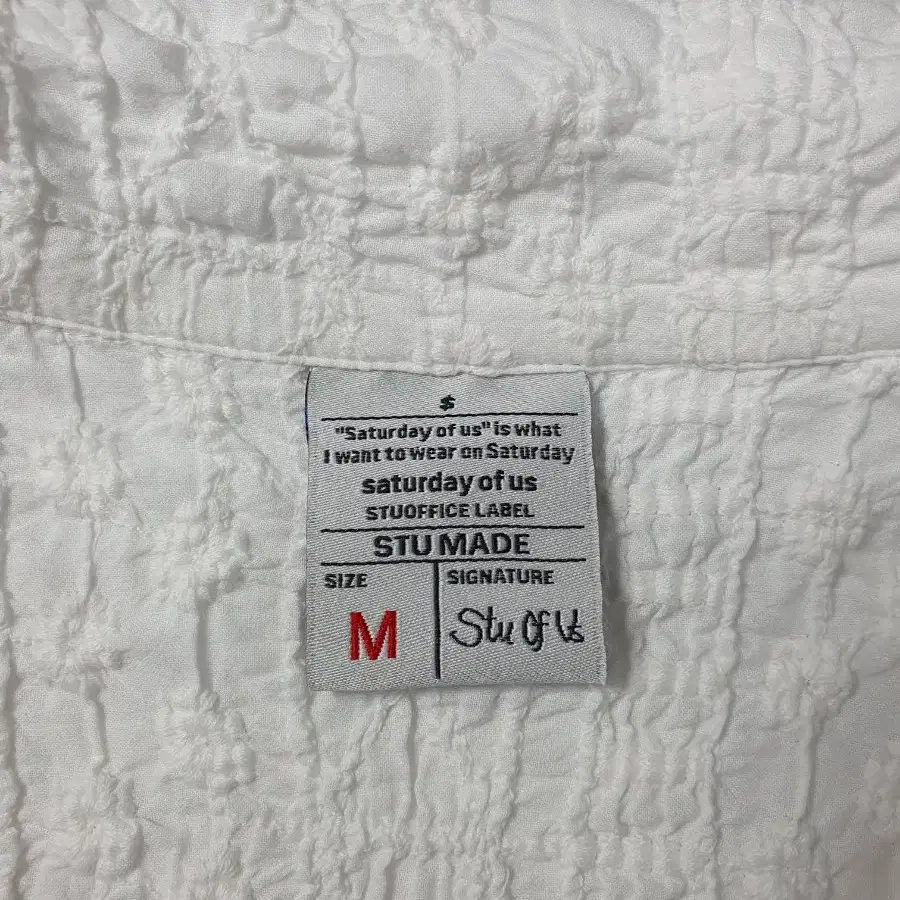 $
"Saturday of us" is what
I want to wear on Saturday
saturday of us
STUOFFICE LABEL
STU MADE
SIZE
M
SIGNATURE
Stu Of Us